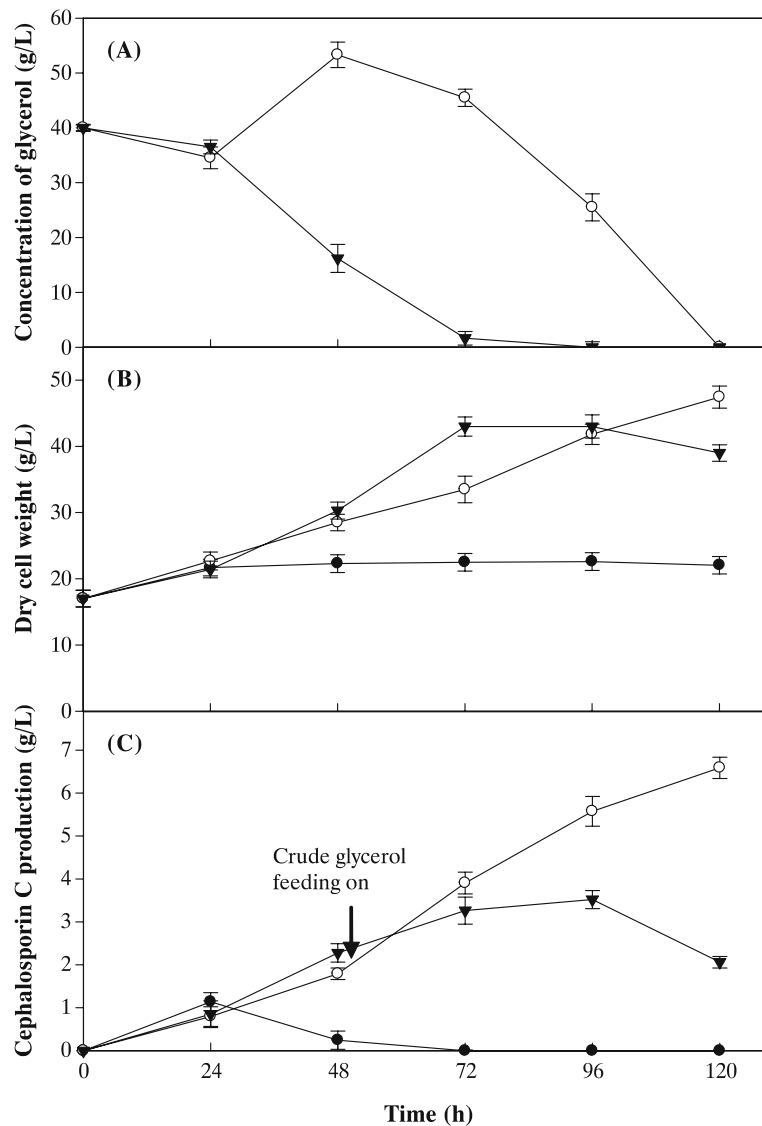 60
(A)
50
40
30
20
10
0
Concentration of glycerol (g/L)
(B)
50
40
30
20
10
0
Dry cell weight (g/L)
(C)
7
6
5
4
3
2
1
0
Cephalosporin C production (g/L)
Crude glycerol
feeding on
0 24 48 72 96 120
Time (h)